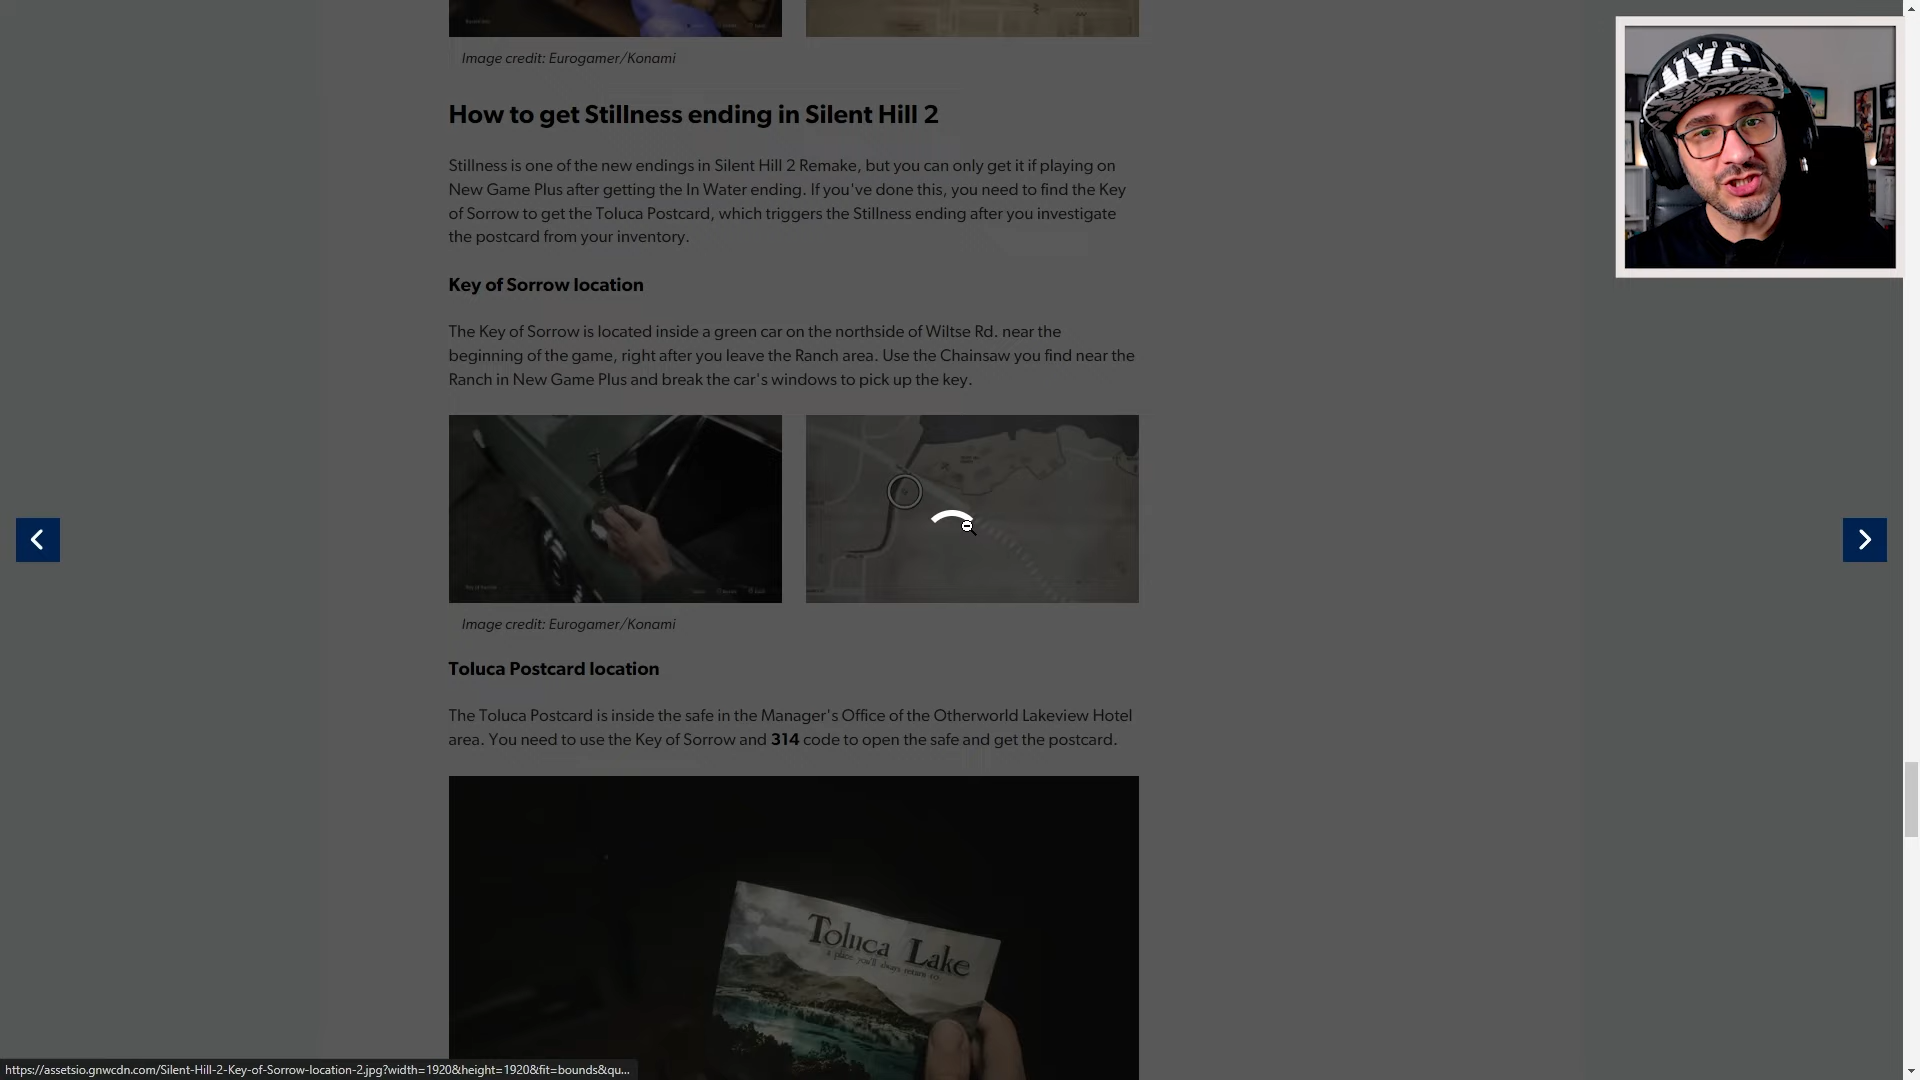 Image credit: Eurogamer/Konami
How to get Stillness ending in Silent Hill 2
Stillness is one of the new endings in Silent Hill 2 Remake, but you can only get it if playing on
New Game Plus after getting the In Water ending. If you've done this, you need to find the Key
of Sorrow to get the Toluca Postcard, which triggers the Stillness ending after you investigate
the postcard from your inventory.
Key of Sorrow location
The Key of Sorrow is located inside a green car on the northside of Wiltse Rd. near the
beginning of the game, right after you leave the Ranch area. Use the Chainsaw you find near the
Ranch in New Game Plus and break the car's windows to pick up the key.
Image credit: Eurogamer/Konami
Toluca Postcard location
The Toluca Postcard is inside the safe in the Manager's Office of the Otherworld Lakeview Hotel
area. You need to use the Key of Sorrow and 314 code to open the safe and get the postcard.
Toluca Lake
a place you'll always return to
NYC
https://assetsio.gnwcdn.com/Silent-Hill-2-Key-of-Sorrow-location-2.jpg?width=1920&height=1920&fit=bounds&qu...